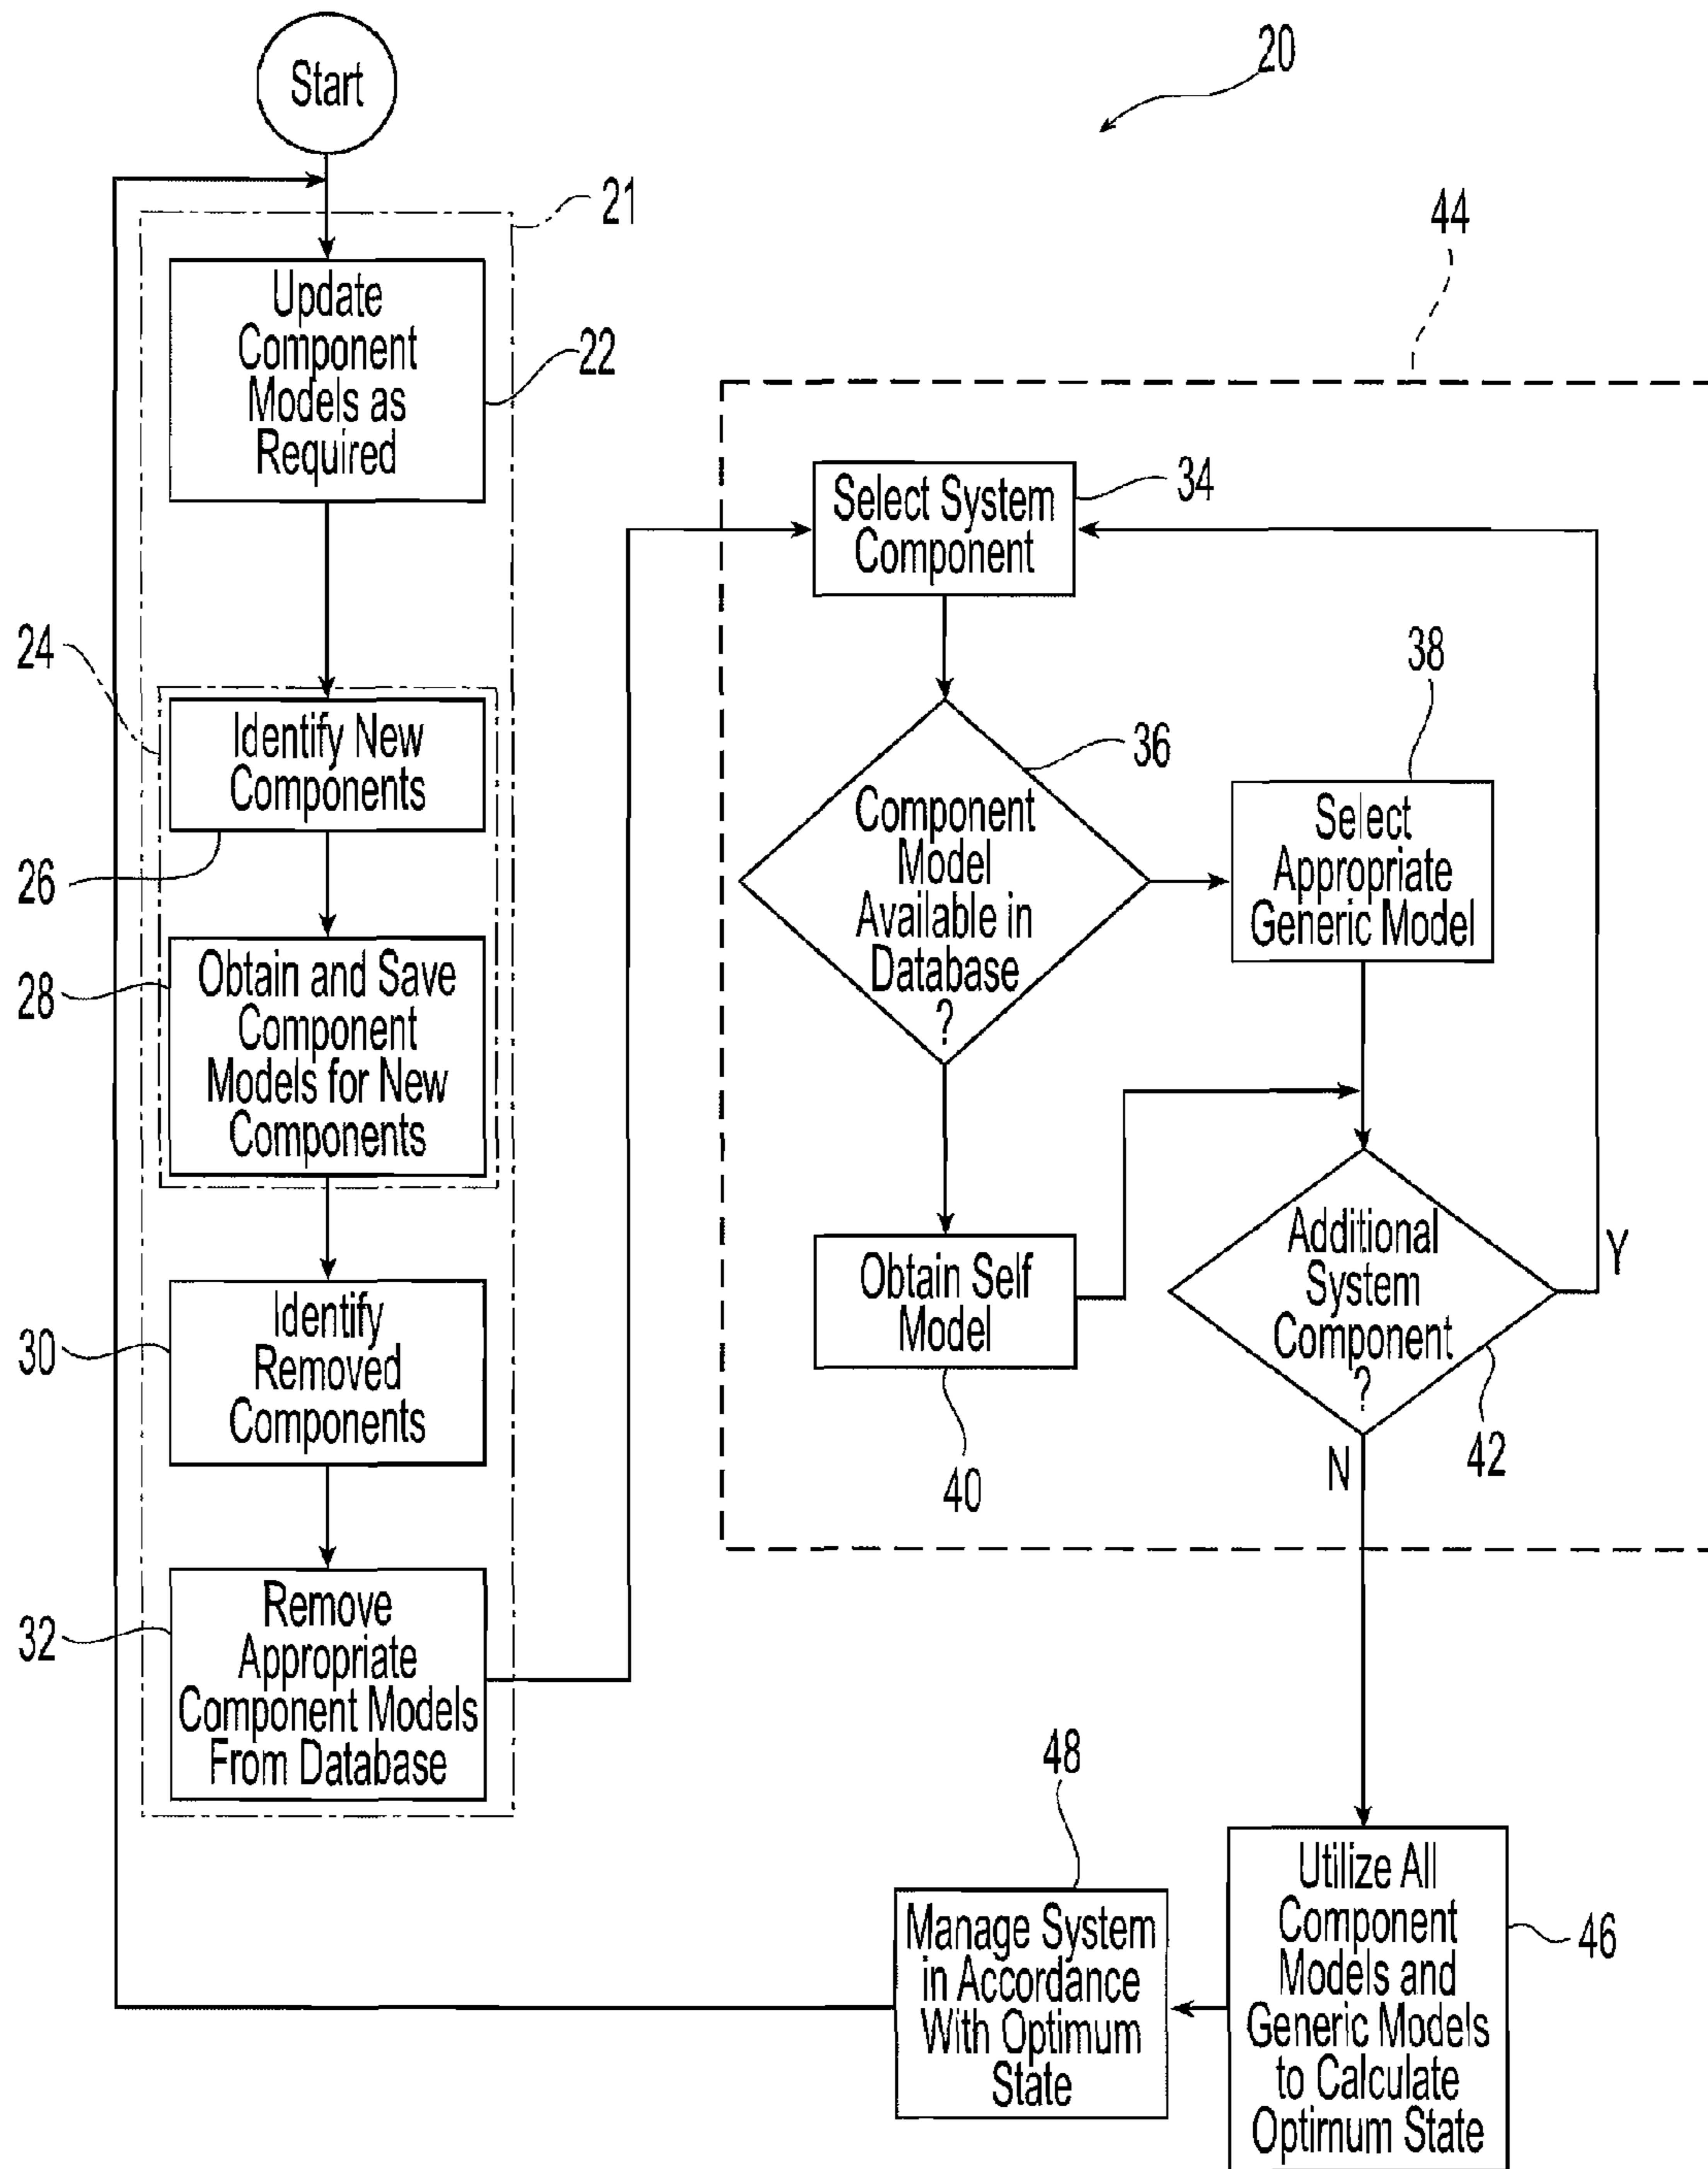 Start
20
21
Update
Component
Models as
Required
22
24
Identify New
Components
26
28
Obtain and Save
Component
Models for New
Components
30
Identify
Removed
Components
32
Remove
Appropriate
Component Models
From Database
44
Select System
Component
34
36
Component
Model
Available in
Database
?
38
Select
Appropriate
Generic Model
Obtain Self
Model
40
Additional
System
Component
?
Y
N
42
Utilize All
Component
Models and
Generic Models
to Calculate
Optimum State
46
48
Manage System
in Accordance
With Optimum
State